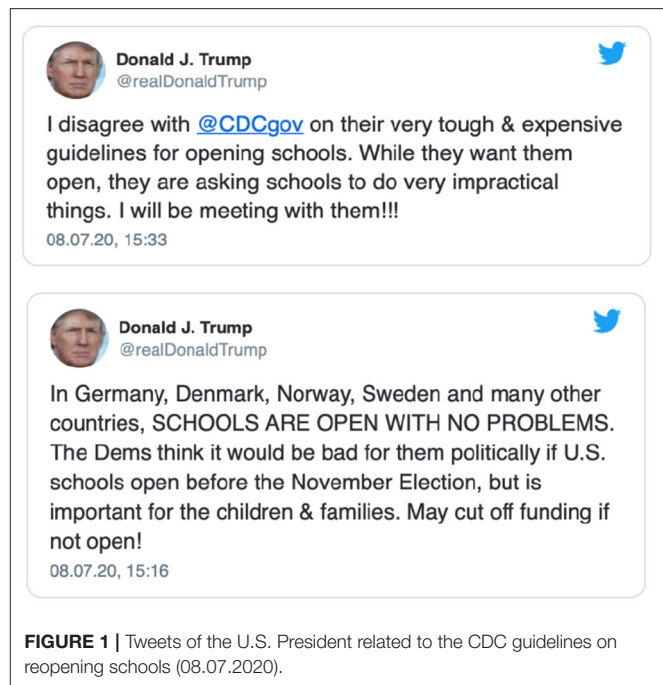 Donald J. Trump
@realDonaldTrump
I disagree with @CDCgov on their very tough & expensive
guidelines for opening schools. While they want them
open, they are asking schools to do very impractical
things. I will be meeting with them!!!
08.07.20, 15:33
Donald J. Trump
@realDonaldTrump
In Germany, Denmark, Norway, Sweden and many other
countries, SCHOOLS ARE OPEN WITH NO PROBLEMS.
The Dems think it would be bad for them politically if U.S.
schools open before the November Election, but is
important for the children & families. May cut off funding if
not open!
08.07.20, 15:16
FIGURE 1 | Tweets of the U.S. President related to the CDC guidelines on
reopening schools (08.07.2020).